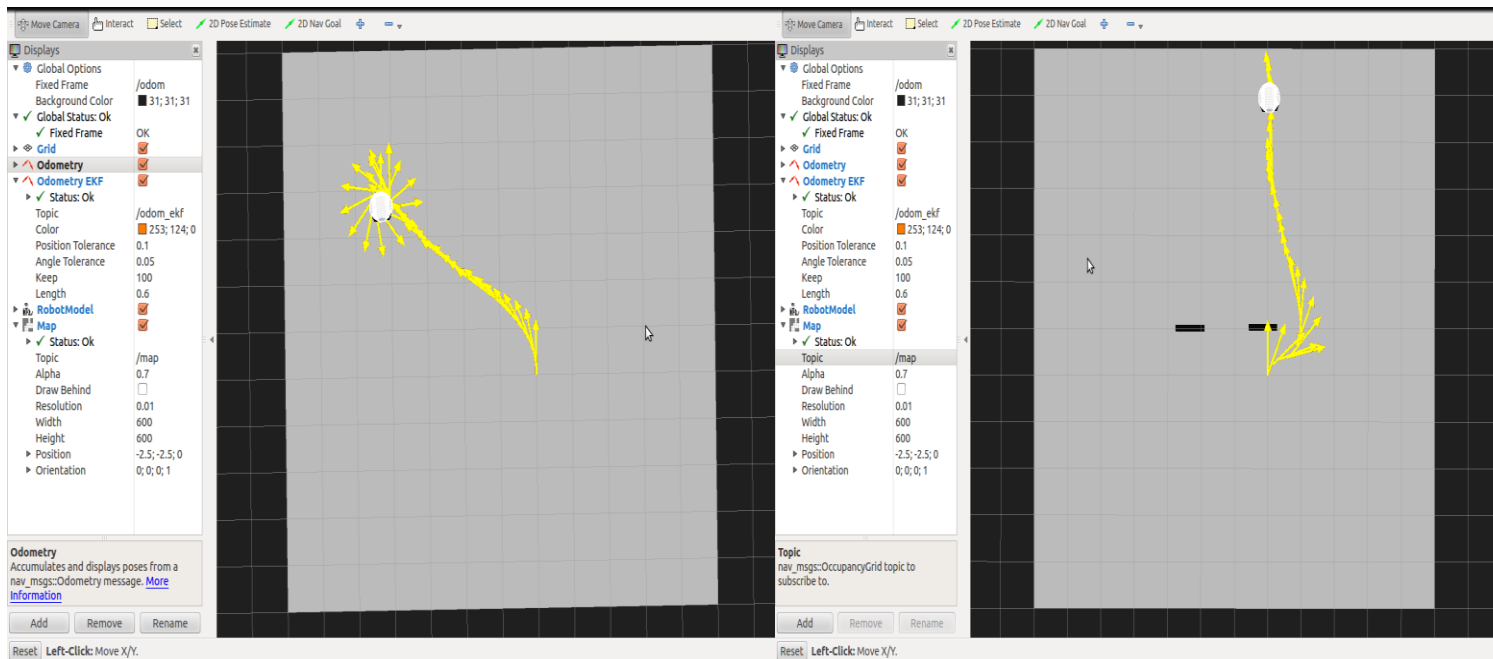 Move Camera Interact Select 2D Pose Estimate 2D Nav Goal
Displays
Global Options
Fixed Frame /odom
Background Color 31; 31; 31
Global Status: Ok
Fixed Frame OK
Grid
Odometry
Odometry EKF
Status: Ok
Topic /odom_ekf
Color 253; 124; 0
Position Tolerance 0.1
Angle Tolerance 0.05
Keep 100
Length 0.6
RobotModel
Map
Status: Ok
Topic /map
Alpha 0.7
Draw Behind
Resolution 0.01
Width 600
Height 600
Position -2.5; -2.5; 0
Orientation 0; 0; 0; 1
Odometry
Accumulates and displays poses from a
nav_msgs::Odometry message. More
Information
Add Remove Rename
Reset Left-Click: Move X/Y.
Move Camera Interact Select 2D Pose Estimate 2D Nav Goal
Displays
Global Options
Fixed Frame /odom
Background Color 31; 31; 31
Global Status: Ok
Fixed Frame OK
Grid
Odometry
Odometry EKF
Status: Ok
Topic /odom_ekf
Color 253; 124; 0
Position Tolerance 0.1
Angle Tolerance 0.05
Keep 100
Length 0.6
RobotModel
Map
Status: Ok
Topic /map
Alpha 0.7
Draw Behind
Resolution 0.01
Width 600
Height 600
Position -2.5; -2.5; 0
Orientation 0; 0; 0; 1
Topic
nav_msgs::OccupancyGrid topic to
subscribe to.
Add Remove Rename
Reset Left-Click: Move X/Y.